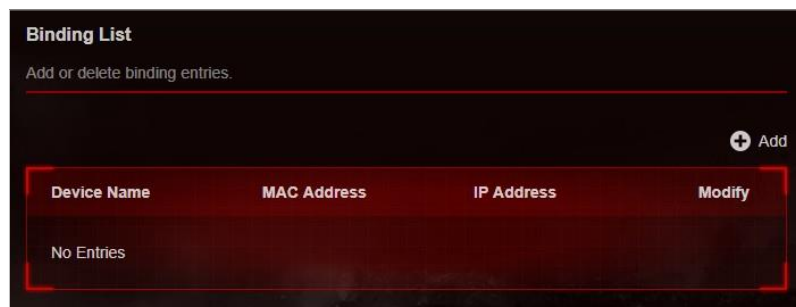 Binding List
Add or delete binding entries.
Add
Device Name MAC Address IP Address Modify
No Entries